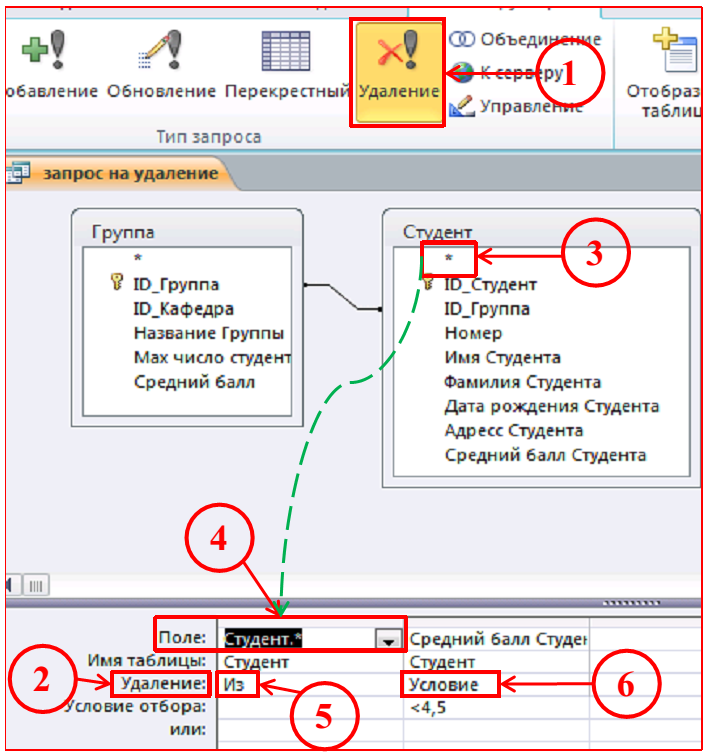 обавление Обновление Перекрестный Удаление
Объединение
К серверу
Управление
Отобраз
таблиц
1
Тип запроса
запрос на удаление
Группа
*
ID_Группа
ID_Кафедра
Название Группы
Мах число студент
Средний балл
Студент
*
ID_Студент
ID_Группа
Номер
Имя Студента
Фамилия Студента
Дата рождения Студента
Адресс Студента
Средний балл Студента
3
4
Поле: Студент.* Средний балл Студен
Имя таблицы: Студент Студент
Удаление: Из Условие
Условие отбора: <4,5
или:
2
5
6